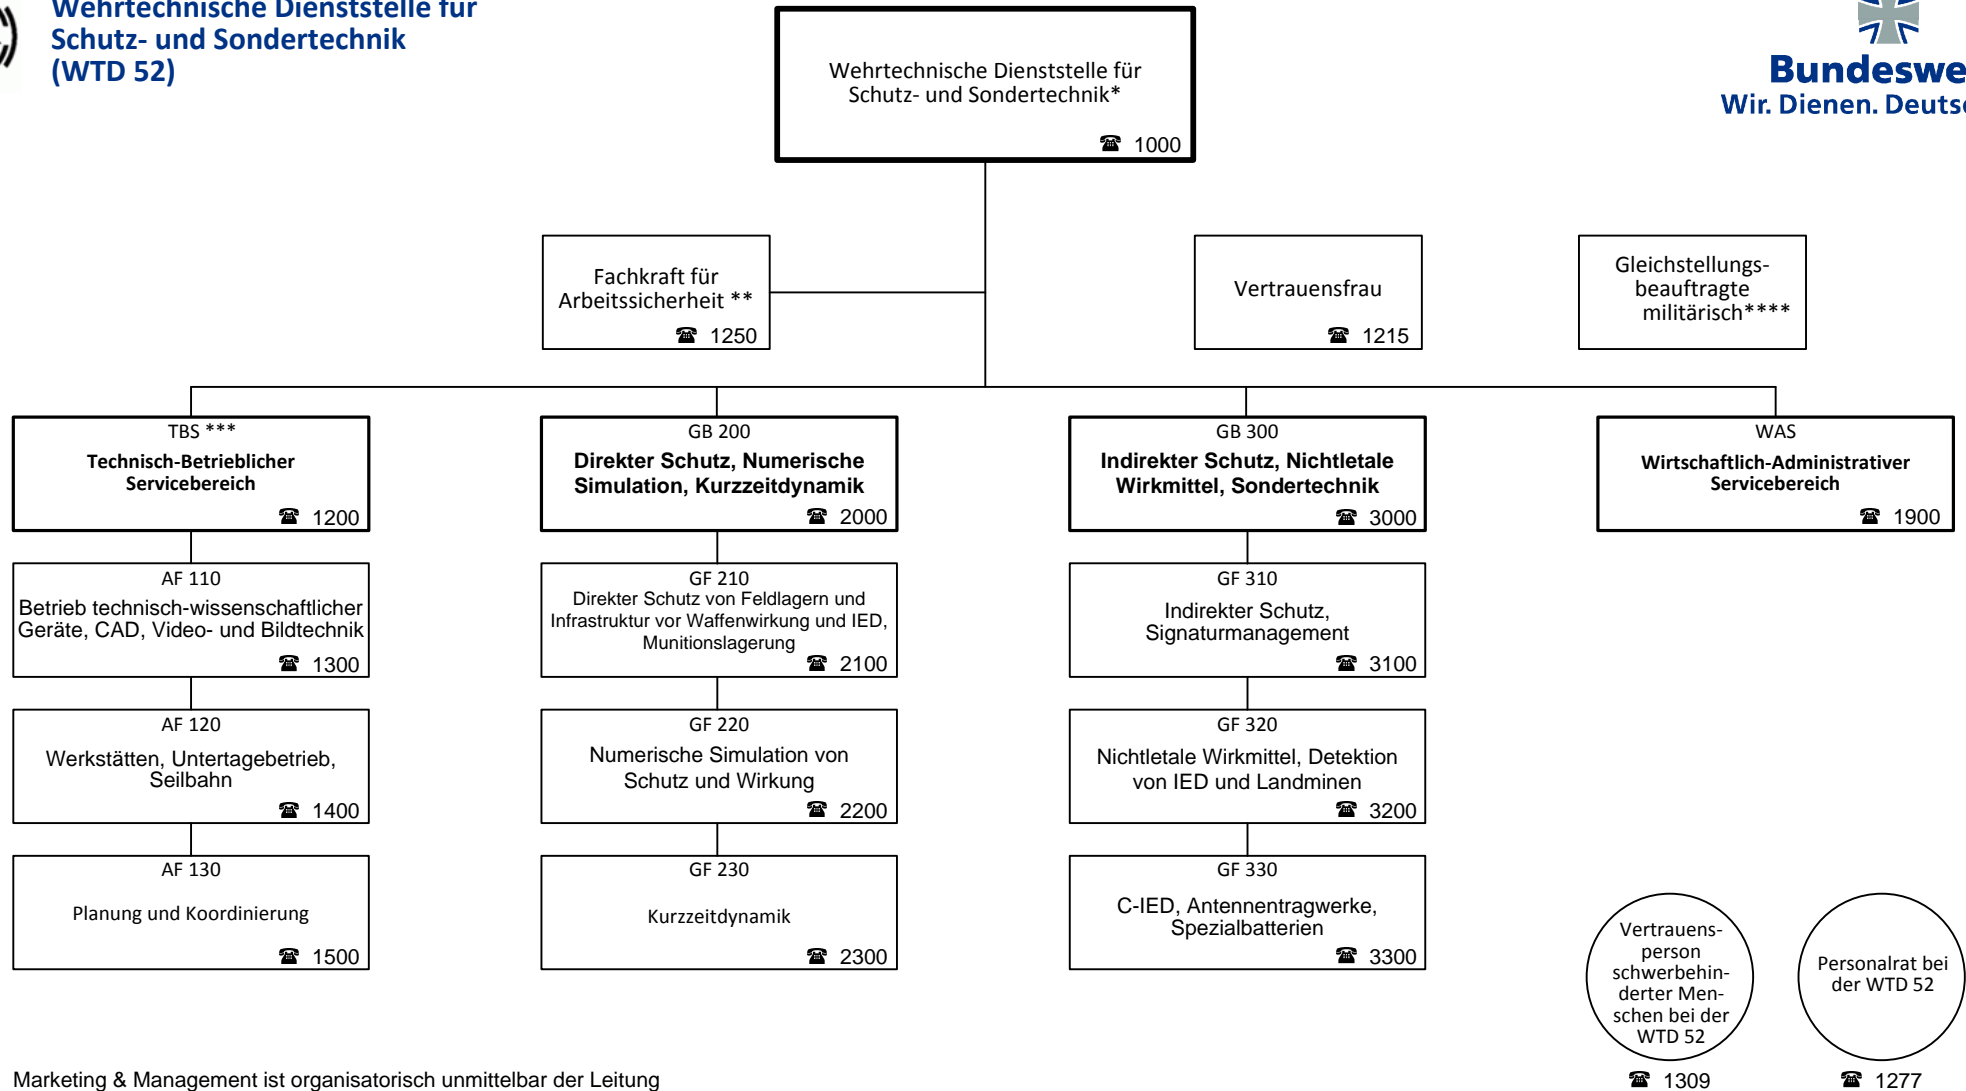 Wehrtechnische Dienststelle für
Schutz- und Sondertechnik
(WTD 52)
Wehrtechnische Dienststelle für
Schutz- und Sondertechnik*
☎ 1000
Bundeswe
Wir. Dienen. Deuts
Fachkraft für
Arbeitssicherheit **
☎ 1250
Vertrauensfrau
☎ 1215
Gleichstellungs-
beauftragte
militärisch****
TBS ***
Technisch-Betrieblicher
Servicebereich
☎ 1200
GB 200
Direkter Schutz, Numerische
Simulation, Kurzzeitdynamik
☎ 2000
GB 300
Indirekter Schutz, Nichtletale
Wirkmittel, Sondertechnik
☎ 3000
WAS
Wirtschaftlich-Administrativer
Servicebereich
☎ 1900
AF 110
Betrieb technisch-wissenschaftlicher
Geräte, CAD, Video- und Bildtechnik
☎ 1300
GF 210
Direkter Schutz von Feldlagern und
Infrastruktur vor Waffenwirkung und IED,
Munitionslagerung
☎ 2100
GF 310
Indirekter Schutz,
Signaturmanagement
☎ 3100
AF 120
Werkstätten, Untertagebetrieb,
Seilbahn
☎ 1400
GF 220
Numerische Simulation von
Schutz und Wirkung
☎ 2200
GF 320
Nichtletale Wirkmittel, Detektion
von IED und Landminen
☎ 3200
AF 130
Planung und Koordinierung
☎ 1500
GF 230
Kurzzeitdynamik
☎ 2300
GF 330
C-IED, Antennentragwerke,
Spezialbatterien
☎ 3300
Vertrauens-
person
schwerbehin-
derter Men-
schen bei der
WTD 52
☎ 1309
Personalrat bei
der WTD 52
☎ 1277
Marketing & Management ist organisatorisch unmittelbar der Leitung